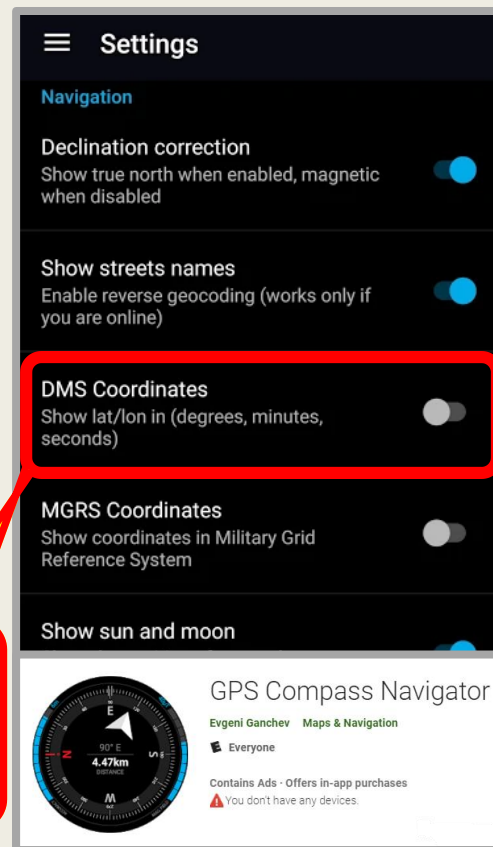 Settings
Navigation
Declination correction
Show true north when enabled, magnetic
when disabled
Show streets names
Enable reverse geocoding (works only if
you are online)
DMS Coordinates
Show lat/lon in (degrees, minutes,
seconds)
MGRS Coordinates
Show coordinates in Military Grid
Reference System
Show sun and moon
GPS Compass Navigator
Evgeni Ganchev Maps & Navigation
E Everyone
Contains Ads · Offers in-app purchases
You don't have any devices.
E
90° E
4.47km
DISTANCE
N
S
W